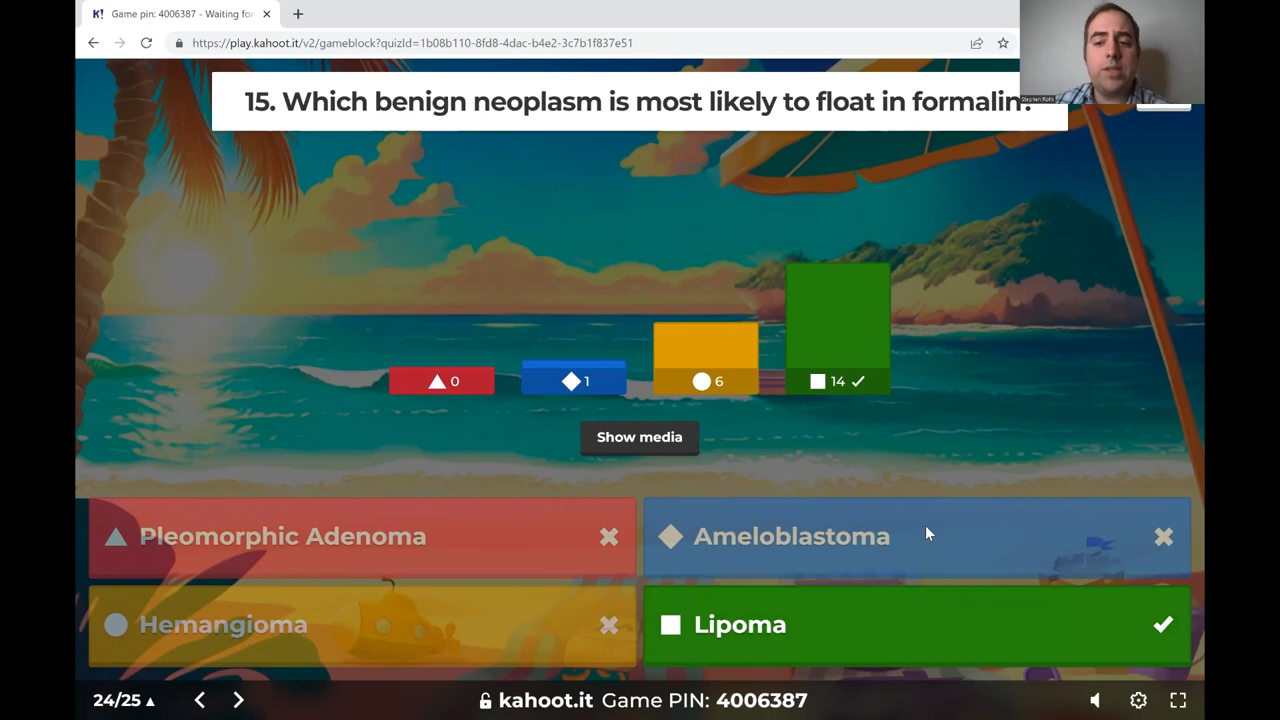 K! Game pin: 4006387 - Waiting for
https://play.kahoot.it/v2/gameblock?quizId=1b08b110-8fd8-4dac-b4e2-3c7b1f837e51
Stephen Roth
15. Which benign neoplasm is most likely to float in formalin?
0
1
6
14
Show media
Pleomorphic Adenoma
Ameloblastoma
Hemangioma
Lipoma
24/25
kahoot.it Game PIN: 4006387